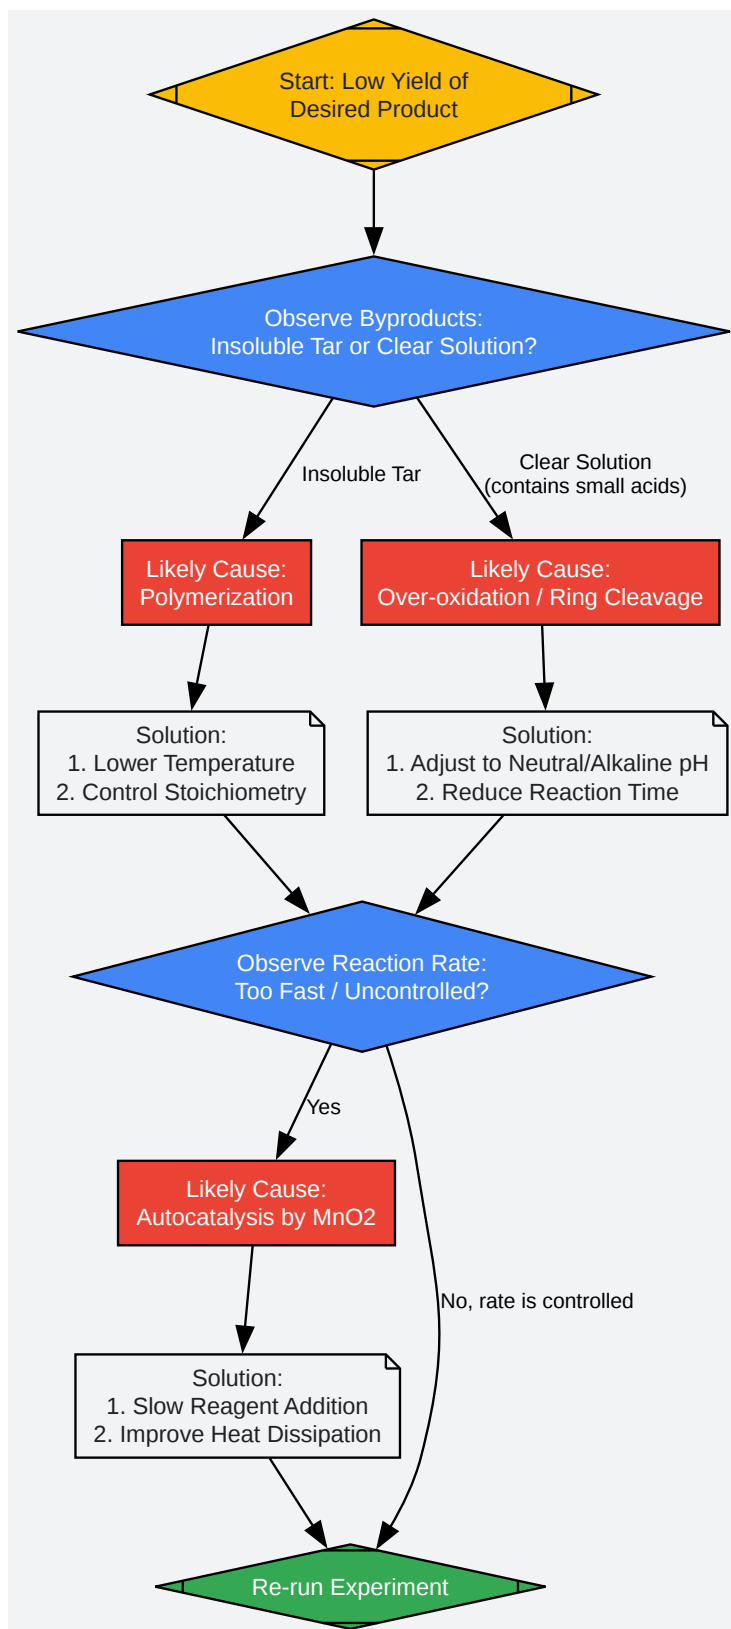 Start: Low Yield of
Desired Product
Observe Byproducts:
Insoluble Tar or Clear Solution?
Insoluble Tar
Clear Solution
(contains small acids)
Likely Cause:
Polymerization
Likely Cause:
Over-oxidation / Ring Cleavage
Solution:
1. Lower Temperature
2. Control Stoichiometry
Solution:
1. Adjust to Neutral/Alkaline pH
2. Reduce Reaction Time
Observe Reaction Rate:
Too Fast / Uncontrolled?
Yes
Likely Cause:
Autocatalysis by MnO2
No, rate is controlled
Solution:
1. Slow Reagent Addition
2. Improve Heat Dissipation
Re-run Experiment